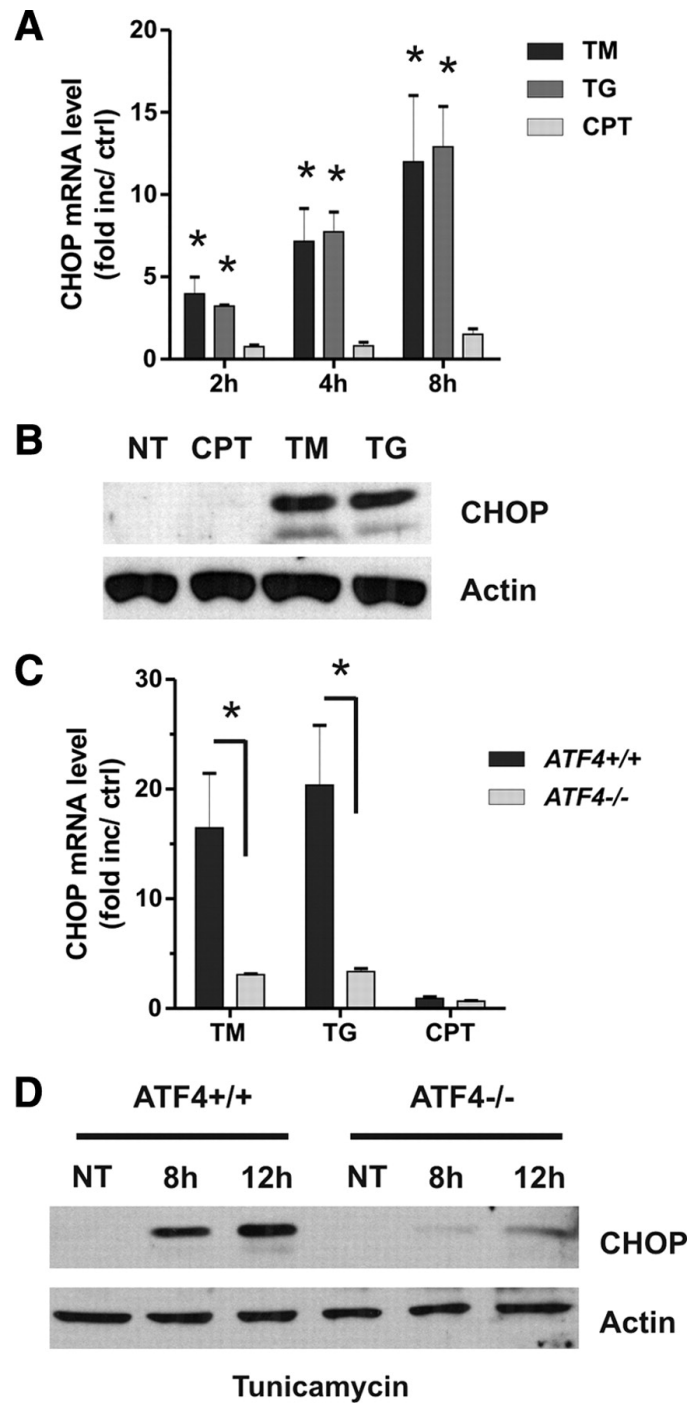 A
CHOP mRNA level
(fold inc/ ctrl)
20
15
10
5
0
* * * * * *
2h 4h 8h
TM
TG
CPT
B
NT CPT TM TG
CHOP
Actin
C
CHOP mRNA level
(fold inc/ ctrl)
30
20
10
0
* *
TM TG CPT
ATF4+/+
ATF4-/-
D
ATF4+/+ ATF4-/-
NT 8h 12h NT 8h 12h
CHOP
Actin
Tunicamycin